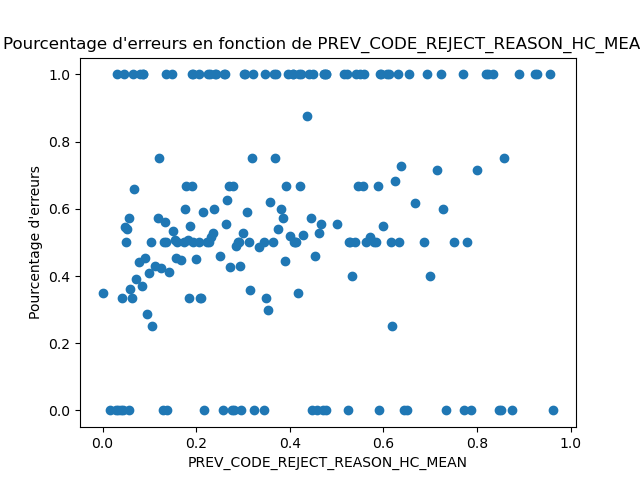 Pourcentage d'erreurs en fonction de PREV_CODE_REJECT_REASON_HC_MEA
1.0
0.8
0.6
0.4
0.2
0.0
Pourcentage d'erreurs
0.0 0.2 0.4 0.6 0.8 1.0
PREV_CODE_REJECT_REASON_HC_MEAN